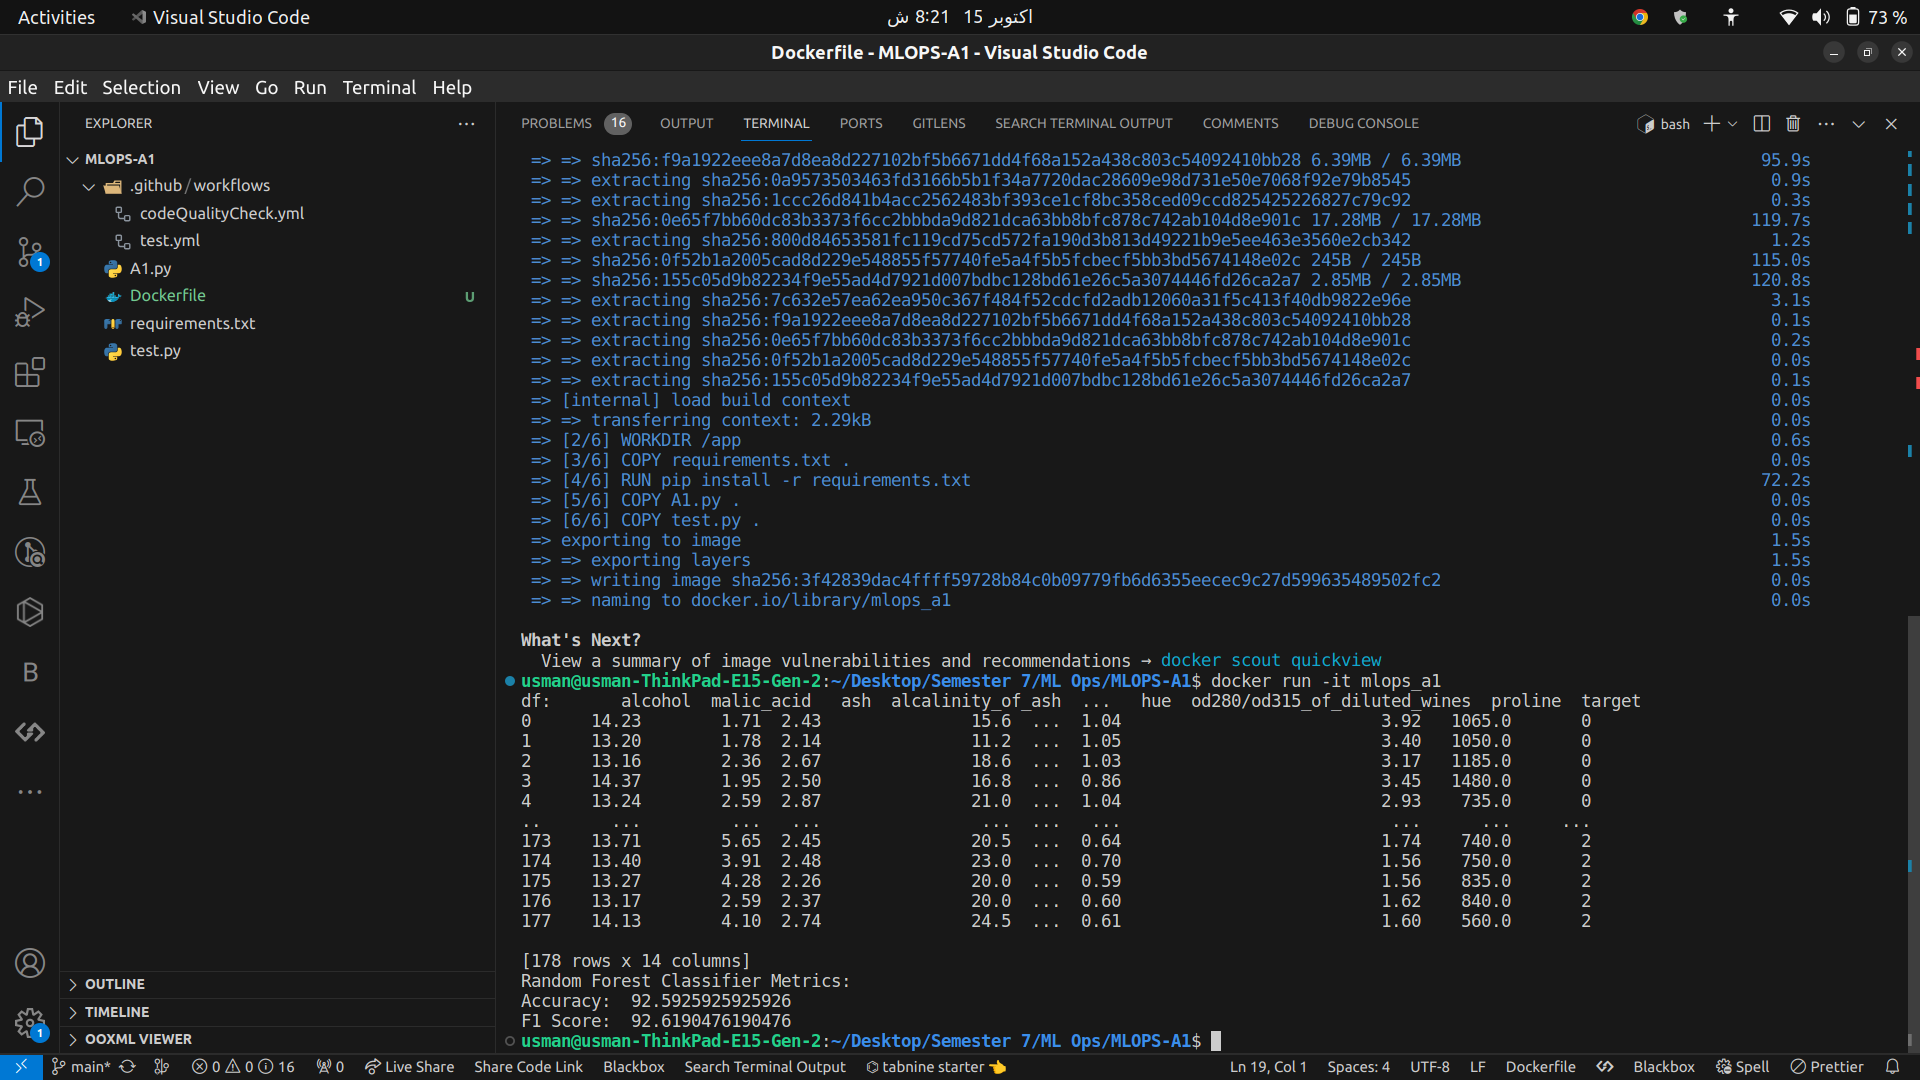 Activities Visual Studio Code اکتوبر 15 8:21 ش 73 %
Dockerfile - MLOPS-A1 - Visual Studio Code
File Edit Selection View Go Run Terminal Help
EXPLORER
MLOPS-A1
.github/workflows
codeQualityCheck.yml
test.yml
A1.py
Dockerfile U
requirements.txt
test.py
OUTLINE
TIMELINE
OOXML VIEWER
1
B
1
PROBLEMS 16 OUTPUT TERMINAL PORTS GITLENS SEARCH TERMINAL OUTPUT COMMENTS DEBUG CONSOLE bash
=> => sha256:f9a1922eee8a7d8ea8d227102bf5b6671dd4f68a152a438c803c54092410bb28 6.39MB / 6.39MB 95.9s
=> => extracting sha256:0a9573503463fd3166b5b1f34a7720dac28609e98d731e50e7068f92e79b8545 0.9s
=> => extracting sha256:1ccc26d841b4acc2562483bf393ce1cf8bc358ced09ccd825425226827c79c92 0.3s
=> => sha256:0e65f7bb60dc83b3373f6cc2bbbda9d821dca63bb8bfc878c742ab104d8e901c 17.28MB / 17.28MB 119.7s
=> => extracting sha256:800d84653581fc119cd75cd572fa190d3b813d49221b9e5ee463e3560e2cb342 1.2s
=> => sha256:0f52b1a2005cad8d229e548855f57740fe5a4f5b5fcbecf5bb3bd5674148e02c 245B / 245B 115.0s
=> => sha256:155c05d9b82234f9e55ad4d7921d007bdbc128bd61e26c5a3074446fd26ca2a7 2.85MB / 2.85MB 120.8s
=> => extracting sha256:7c632e57ea62ea950c367f484f52cdcfd2adb12060a31f5c413f40db9822e96e 3.1s
=> => extracting sha256:f9a1922eee8a7d8ea8d227102bf5b6671dd4f68a152a438c803c54092410bb28 0.1s
=> => extracting sha256:0e65f7bb60dc83b3373f6cc2bbbda9d821dca63bb8bfc878c742ab104d8e901c 0.2s
=> => extracting sha256:0f52b1a2005cad8d229e548855f57740fe5a4f5b5fcbecf5bb3bd5674148e02c 0.0s
=> => extracting sha256:155c05d9b82234f9e55ad4d7921d007bdbc128bd61e26c5a3074446fd26ca2a7 0.1s
=> [internal] load build context 0.0s
=> => transferring context: 2.29kB 0.0s
=> [2/6] WORKDIR /app 0.6s
=> [3/6] COPY requirements.txt . 0.0s
=> [4/6] RUN pip install -r requirements.txt 72.2s
=> [5/6] COPY A1.py . 0.0s
=> [6/6] COPY test.py . 0.0s
=> exporting to image 1.5s
=> => exporting layers 1.5s
=> => writing image sha256:3f42839dac4ffff59728b84c0b09779fb6d6355eecec9c27d599635489502fc2 0.0s
=> => naming to docker.io/library/mlops_a1 0.0s
What's Next?
View a summary of image vulnerabilities and recommendations → docker scout quickview
usman@usman-ThinkPad-E15-Gen-2:~/Desktop/Semester 7/ML Ops/MLOPS-A1$ docker run -it mlops_a1
df: alcohol malic_acid ash alcalinity_of_ash ... hue od280/od315_of_diluted_wines proline target
0 14.23 1.71 2.43 15.6 ... 1.04 3.92 1065.0 0
1 13.20 1.78 2.14 11.2 ... 1.05 3.40 1050.0 0
2 13.16 2.36 2.67 18.6 ... 1.03 3.17 1185.0 0
3 14.37 1.95 2.50 16.8 ... 0.86 3.45 1480.0 0
4 13.24 2.59 2.87 21.0 ... 1.04 2.93 735.0 0
.. ... ... ... ... ... ... ... ... ...
173 13.71 5.65 2.45 20.5 ... 0.64 1.74 740.0 2
174 13.40 3.91 2.48 23.0 ... 0.70 1.56 750.0 2
175 13.27 4.28 2.26 20.0 ... 0.59 1.56 835.0 2
176 13.17 2.59 2.37 20.0 ... 0.60 1.62 840.0 2
177 14.13 4.10 2.74 24.5 ... 0.61 1.60 560.0 2
[178 rows x 14 columns]
Random Forest Classifier Metrics:
Accuracy: 92.5925925925926
F1 Score: 92.6190476190476
usman@usman-ThinkPad-E15-Gen-2:~/Desktop/Semester 7/ML Ops/MLOPS-A1$
main* 0 0 16 0 Live Share Share Code Link Blackbox Search Terminal Output tabnine starter 👈 Ln 19, Col 1 Spaces: 4 UTF-8 LF Dockerfile Blackbox Spell Prettier